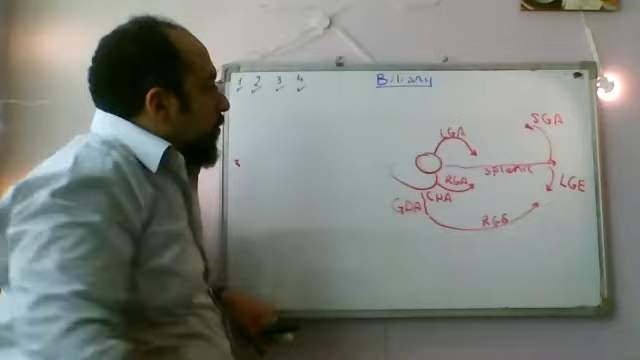 1 2 3 4
Biliary
SGA
LGA
splenic
RGA
LGE
CHA
GDA
RGE